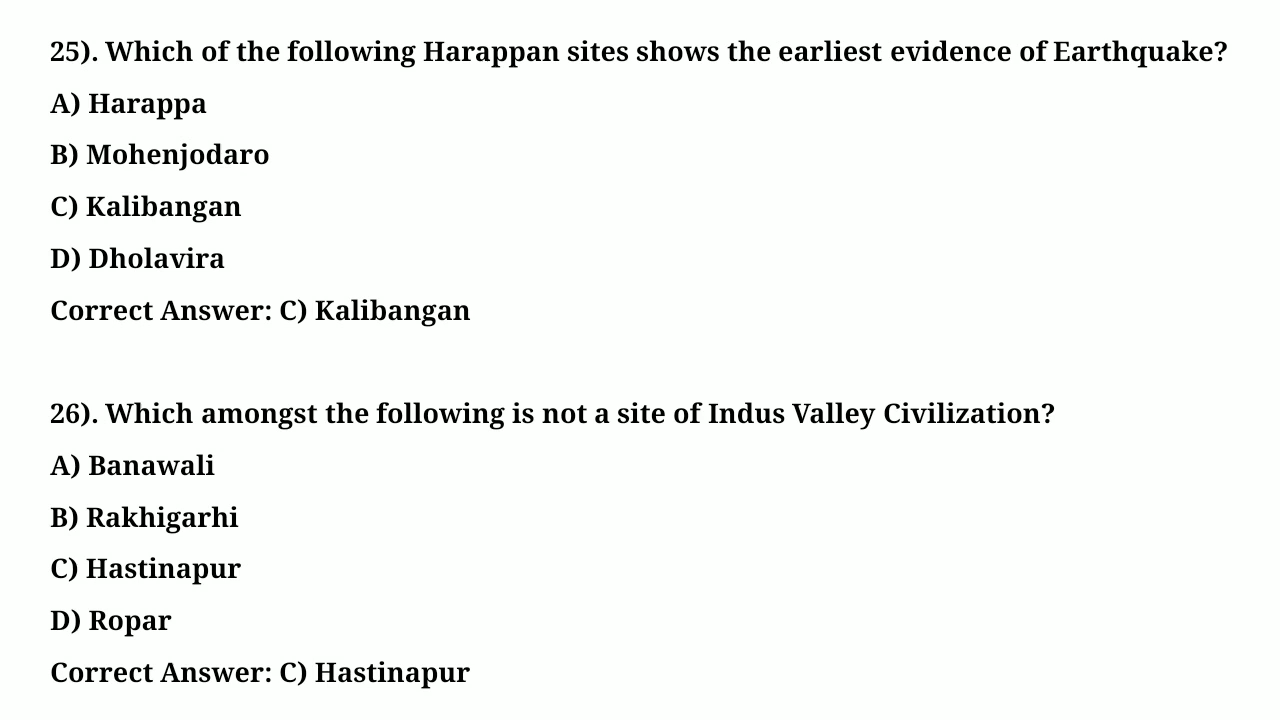 25). Which of the following Harappan sites shows the earliest evidence of Earthquake?
A) Harappa
B) Mohenjodaro
C) Kalibangan
D) Dholavira
Correct Answer: C) Kalibangan
26). Which amongst the following is not a site of Indus Valley Civilization?
A) Banawali
B) Rakhigarhi
C) Hastinapur
D) Ropar
Correct Answer: C) Hastinapur